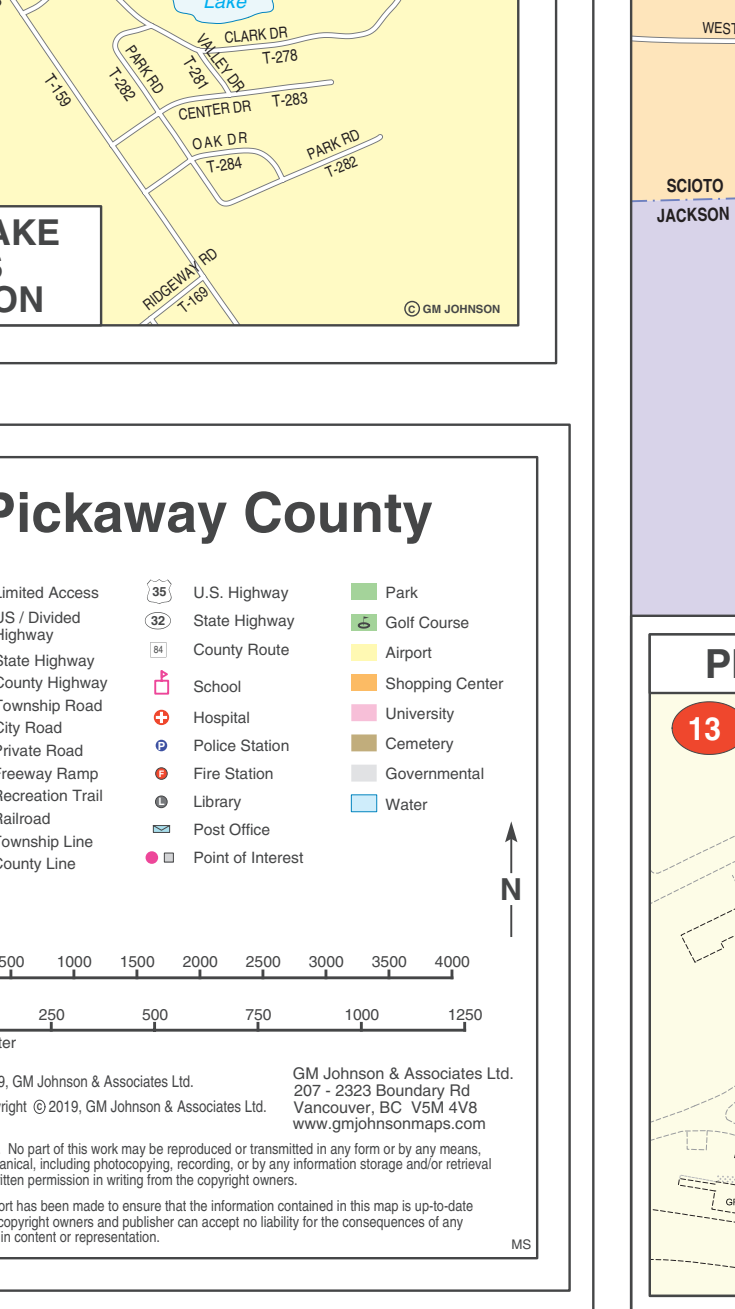 Lake
CLARK DR
T-278
VALLEY DR
T-281
PARK RD
T-282
T-159
CENTER DR
T-283
OAK DR
T-284
PARK RD
T-282
RIDGEWAY RD
T-169
AKE
S
ON
© GM JOHNSON
WEST
SCIOTO
JACKSON
Pickaway County
Limited Access
US / Divided
Highway
State Highway
County Highway
Township Road
City Road
Private Road
Freeway Ramp
Recreation Trail
Railroad
Township Line
County Line
35 U.S. Highway
32 State Highway
84 County Route
School
Hospital
P Police Station
F Fire Station
L Library
Post Office
Point of Interest
Park
Golf Course
Airport
Shopping Center
University
Cemetery
Governmental
Water
N
500 1000 1500 2000 2500 3000 3500 4000
250 500 750 1000 1250
ter
9, GM Johnson & Associates Ltd.
right © 2019, GM Johnson & Associates Ltd.
GM Johnson & Associates Ltd.
207 - 2323 Boundary Rd
Vancouver, BC V5M 4V8
www.gmjohnsonmaps.com
No part of this work may be reproduced or transmitted in any form or by any means,
anical, including photocopying, recording, or by any information storage and/or retrieval
itten permission in writing from the copyright owners.
ort has been made to ensure that the information contained in this map is up-to-date
copyright owners and publisher can accept no liability for the consequences of any
in content or representation.
MS
13